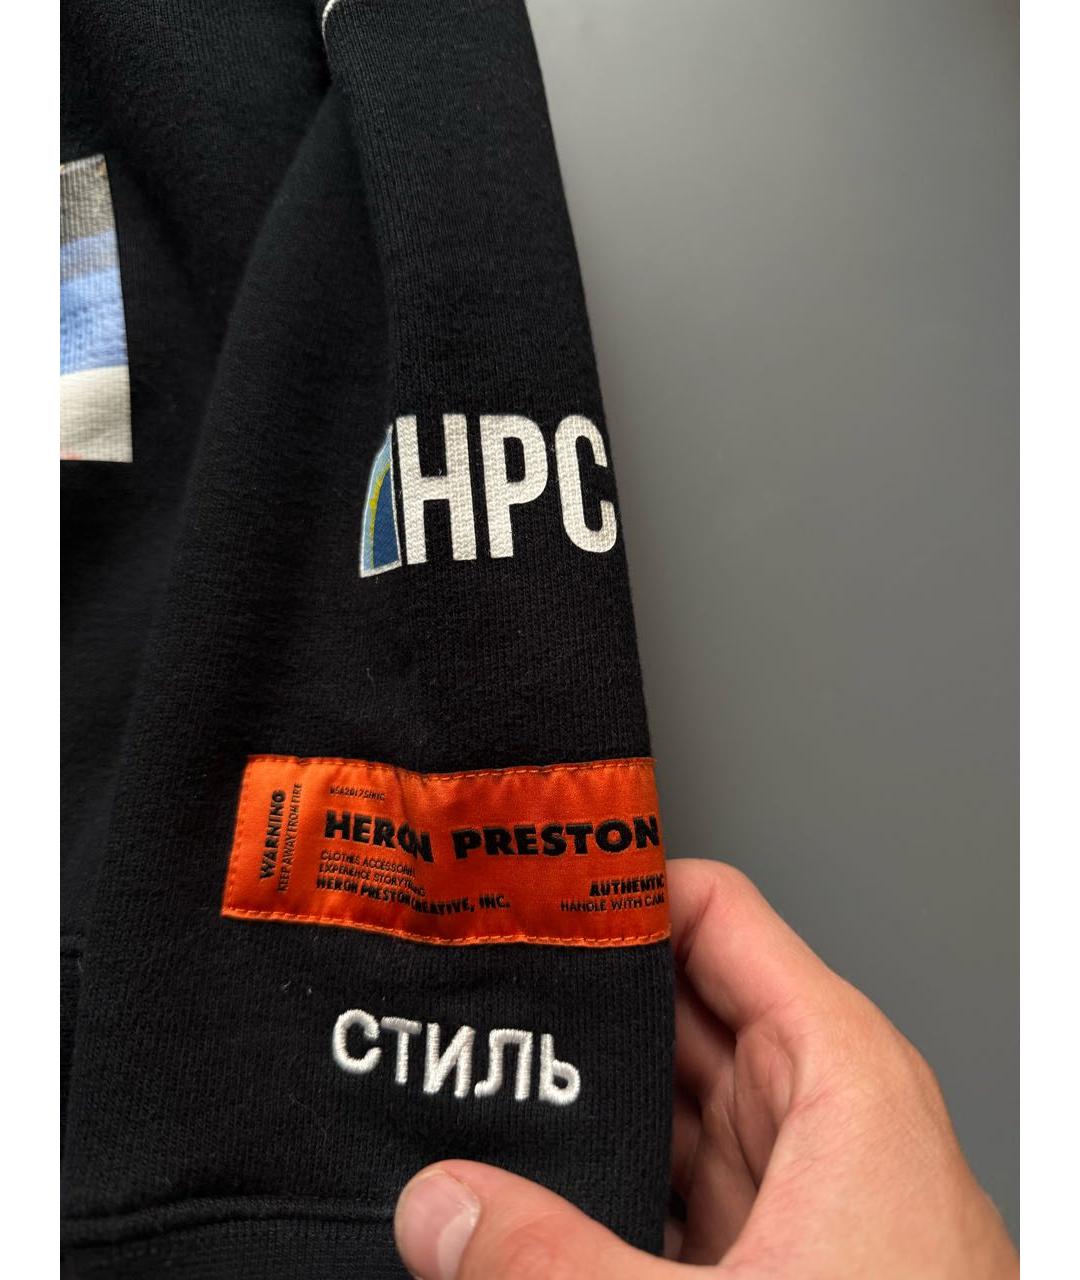 HPC
WARNING
KEEP AWAY FROM FIRE
HERON PRESTON
CLOTHES ACCESSORIES
EXPERIENCE STORYTELLING
HERON PRESTON CREATIVE, INC.
AUTHENTIC
HANDLE WITH CARE
СТИЛЬ